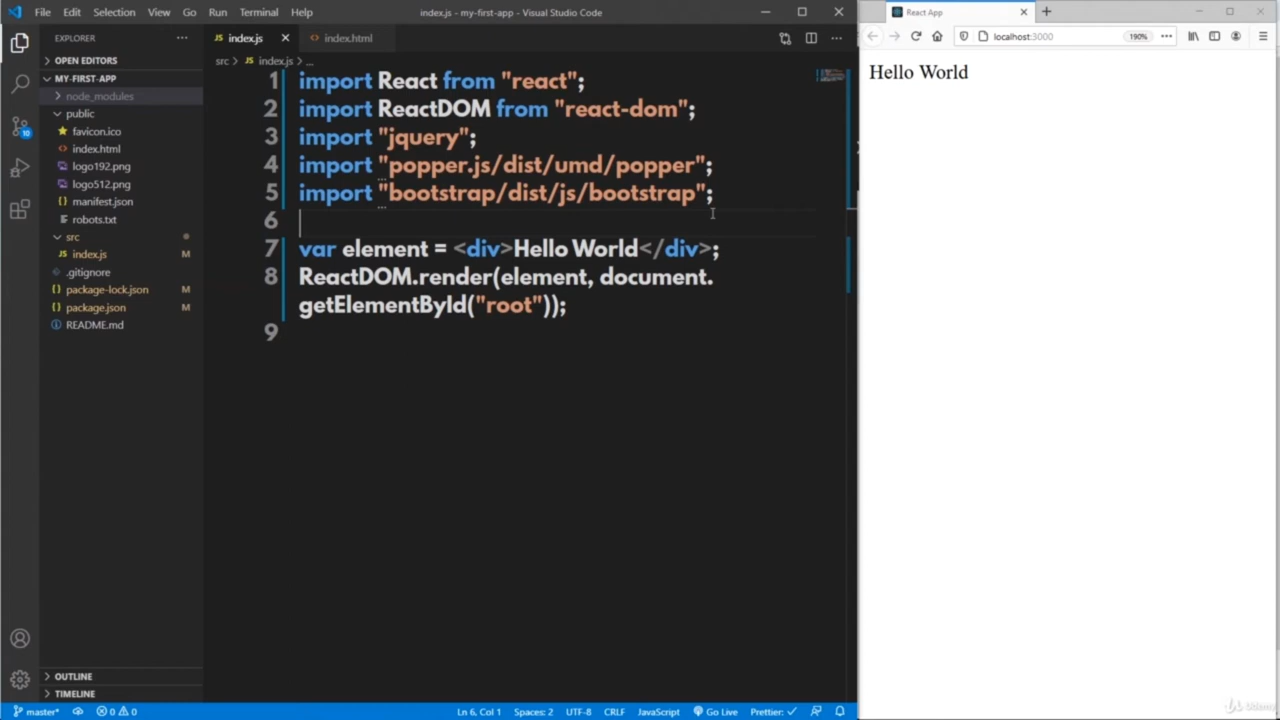 File Edit Selection View Go Run Terminal Help
index.js - my-first-app - Visual Studio Code
EXPLORER
OPEN EDITORS
MY-FIRST-APP
node_modules
public
favicon.ico
index.html
logo192.png
logo512.png
manifest.json
robots.txt
src
index.js M
.gitignore
package-lock.json M
package.json M
README.md
OUTLINE
TIMELINE
10
index.js
index.html
src > index.js > ...
1 import React from "react";
2 import ReactDOM from "react-dom";
3 import "jquery";
4 import "popper.js/dist/umd/popper";
5 import "bootstrap/dist/js/bootstrap";
6
7 var element = <div>Hello World</div>;
8 ReactDOM.render(element, document.
getElementById("root"));
9
master* 0 0 Ln 6, Col 1 Spaces: 2 UTF-8 CRLF JavaScript Go Live Prettier: ✓
React App
localhost:3000 190%
Hello World
ûdemy